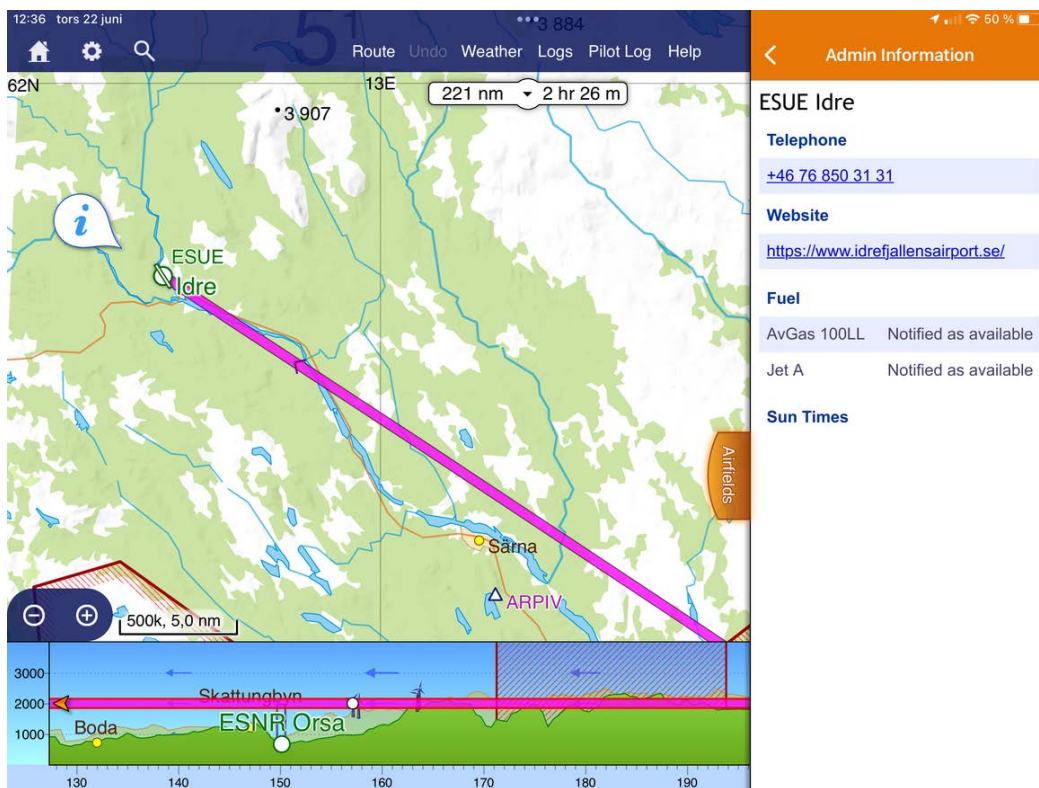 12:36 tors 22 juni
3 884
50 %
Route Undo Weather Logs Pilot Log Help
Admin Information
62N
13E
221 nm 2 hr 26 m
3 907
i
ESUE
Idre
Särna
ARPIV
500k, 5,0 nm
Airfields
ESUE Idre
Telephone
+46 76 850 31 31
Website
https://www.idrefjallensairport.se/
Fuel
AvGas 100LL Notified as available
Jet A Notified as available
Sun Times
3000
2000
1000
Skattungbyn
ESNR Orsa
Boda
130 140 150 160 170 180 190